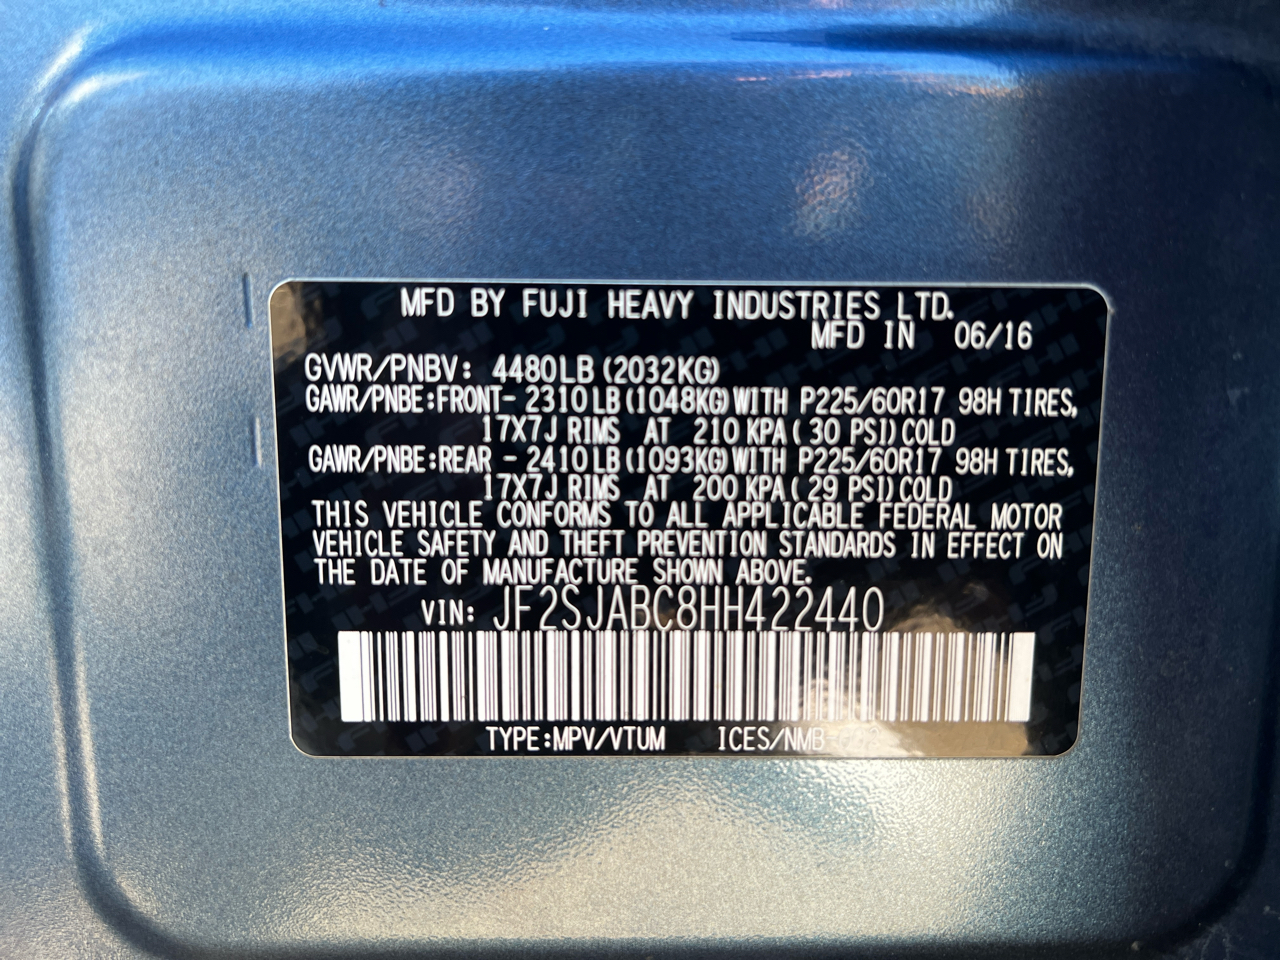 MFD BY FUJI HEAVY INDUSTRIES LTD.
MFD IN 06/16
GVWR/PNBV: 4480LB(2032KG)
GAWR/PNBE:FRONT- 2310LB(1048KG)WITH P225/60R17 98H TIRES,
17X7J RIMS AT 210 KPA(30 PSI)COLD
GAWR/PNBE:REAR - 2410LB(1093KG)WITH P225/60R17 98H TIRES,
17X7J RIMS AT 200 KPA(29 PSI)COLD
THIS VEHICLE CONFORMS TO ALL APPLICABLE FEDERAL MOTOR
VEHICLE SAFETY AND THEFT PREVENTION STANDARDS IN EFFECT ON
THE DATE OF MANUFACTURE SHOWN ABOVE.
VIN: JF2SJABC8HH422440
TYPE:MPV/VTUM ICES/NMB-